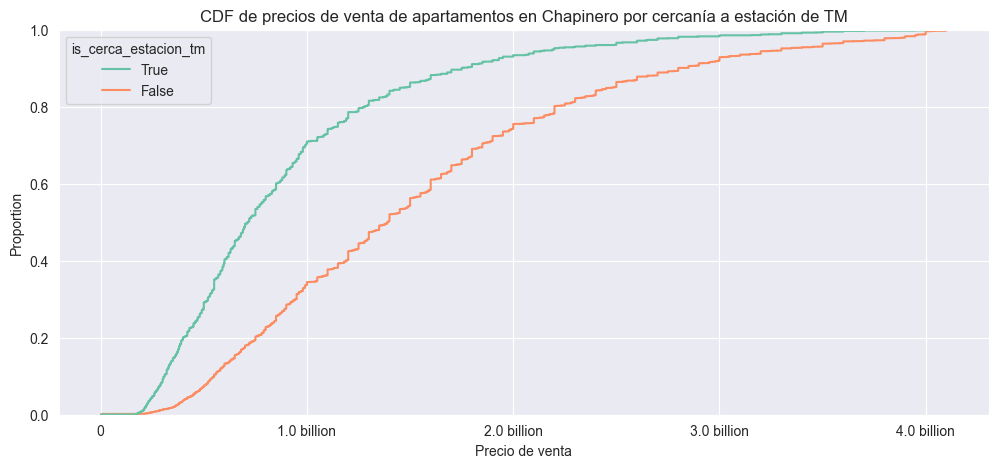 CDF de precios de venta de apartamentos en Chapinero por cercanía a estación de TM
is_cerca_estacion_tm
True
False
1.0
0.8
0.6
0.4
0.2
0.0
Proportion
0
1.0 billion
2.0 billion
3.0 billion
4.0 billion
Precio de venta